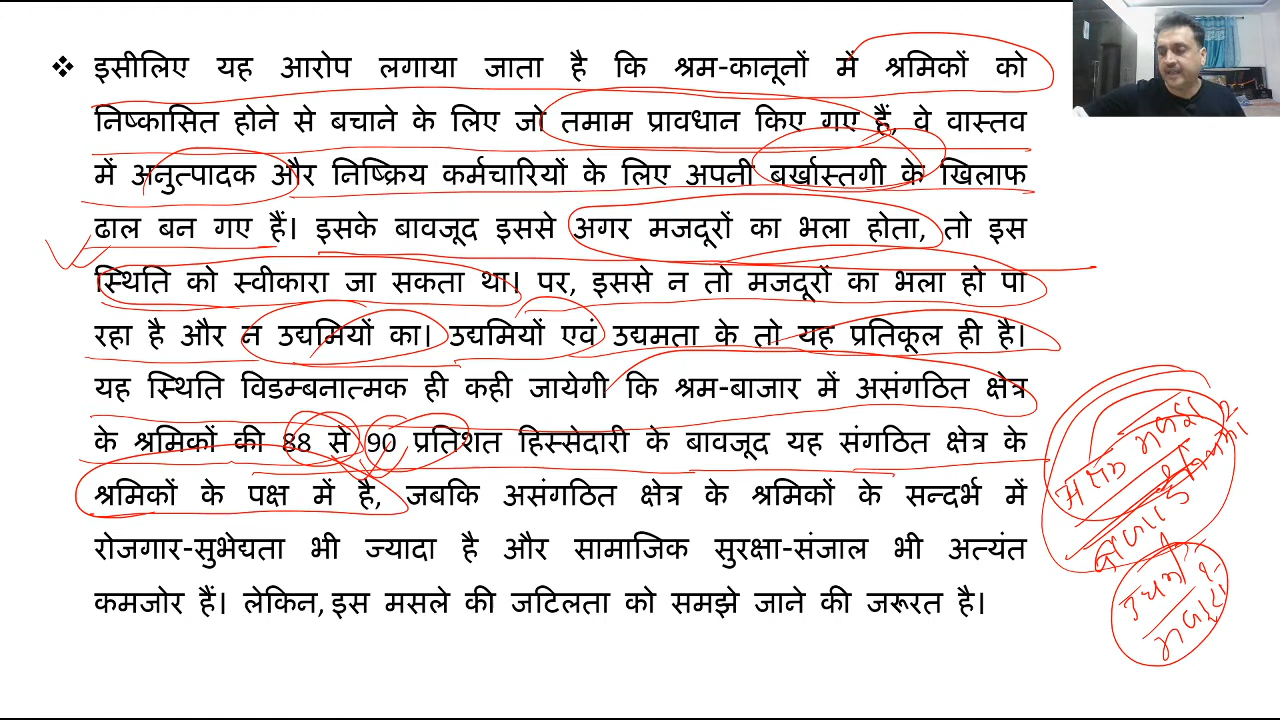 ❖ इसीलिए यह आरोप लगाया जाता है कि श्रम-कानूनों में श्रमिकों को
निष्कासित होने से बचाने के लिए जो तमाम प्रावधान किए गए हैं, वे वास्तव
में अनुत्पादक और निष्क्रिय कर्मचारियों के लिए अपनी बर्खास्तगी के खिलाफ
ढाल बन गए हैं। इसके बावजूद इससे अगर मजदूरों का भला होता, तो इस
स्थिति को स्वीकारा जा सकता था। पर, इससे न तो मजदूरों का भला हो पा
रहा है और न उद्यमियों का। उद्यमियों एवं उद्यमता के तो यह प्रतिकूल ही है।
यह स्थिति विडम्बनात्मक ही कही जायेगी कि श्रम-बाजार में असंगठित क्षेत्र
के श्रमिकों की 88 से 90 प्रतिशत हिस्सेदारी के बावजूद यह संगठित क्षेत्र के
श्रमिकों के पक्ष में है, जबकि असंगठित क्षेत्र के श्रमिकों के सन्दर्भ में
रोजगार-सुभेद्यता भी ज्यादा है और सामाजिक सुरक्षा-संजाल भी अत्यंत
कमजोर हैं। लेकिन, इस मसले की जटिलता को समझे जाने की जरूरत है।